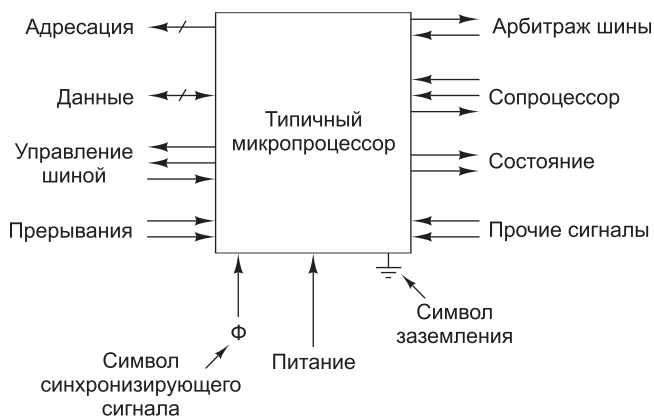 Адресация
Арбитраж шины
Данные
Сопроцессор
Типичный
микропроцессор
Управление
шиной
Состояние
Прерывания
Прочие сигналы
Символ
заземления
Ф
Символ
синхронизирующего
сигнала
Питание